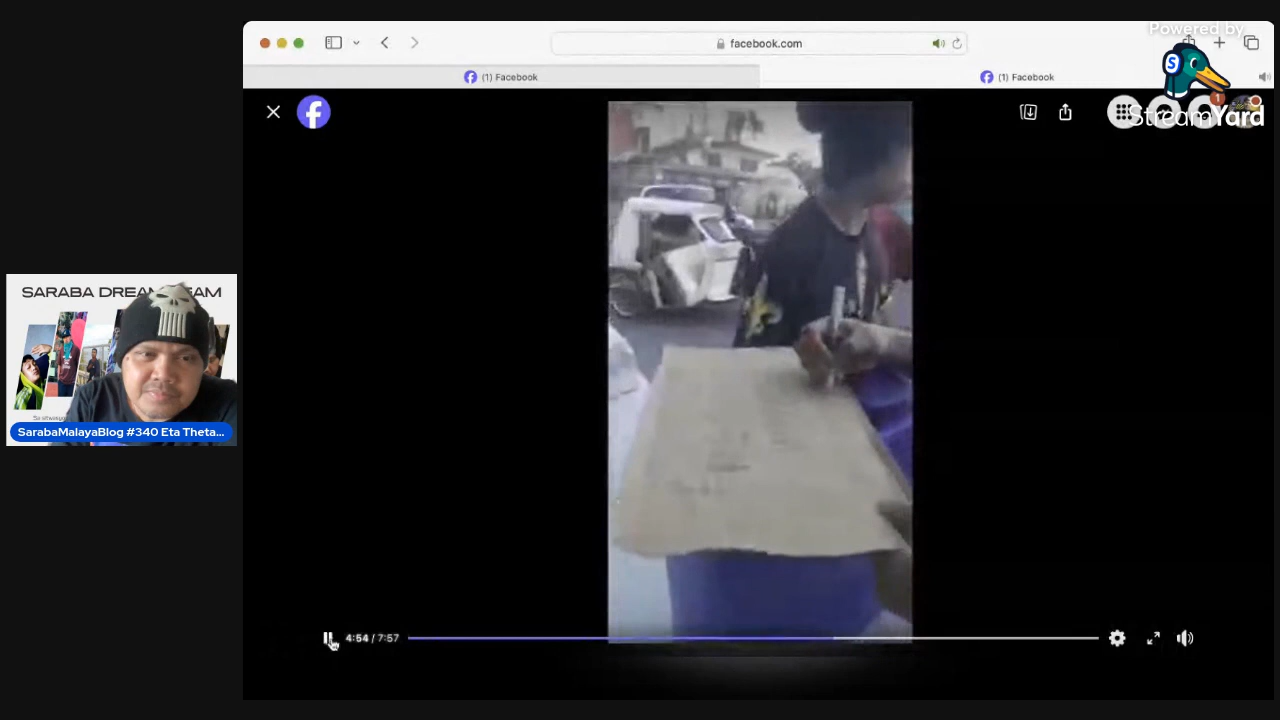 Powered by
facebook.com
(1) Facebook
(1) Facebook
StreamYard
SARABA DREAM TEAM
SarabaMalayaBlog #340 Eta Theta...
4:54 / 7:57